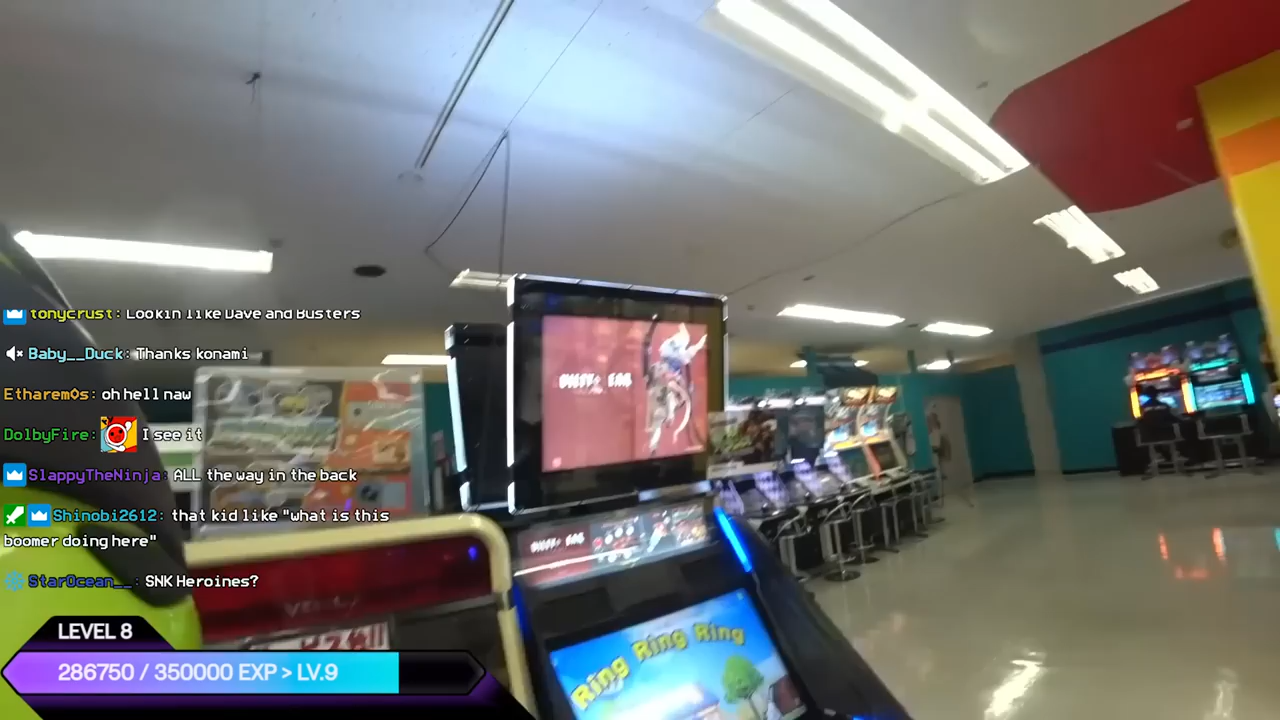 tonycrust: Lookin like Dave and Busters
Baby__Duck: Thanks konami
Etharem0s: oh hell naw
DolbyFire: I see it
SlappyTheNinja: ALL the way in the back
Shinobi2612: that kid like "what is this
boomer doing here"
StarOcean__: SNK Heroines?
Ring Ring Ring
LEVEL 8
286750 / 350000 EXP > LV.9